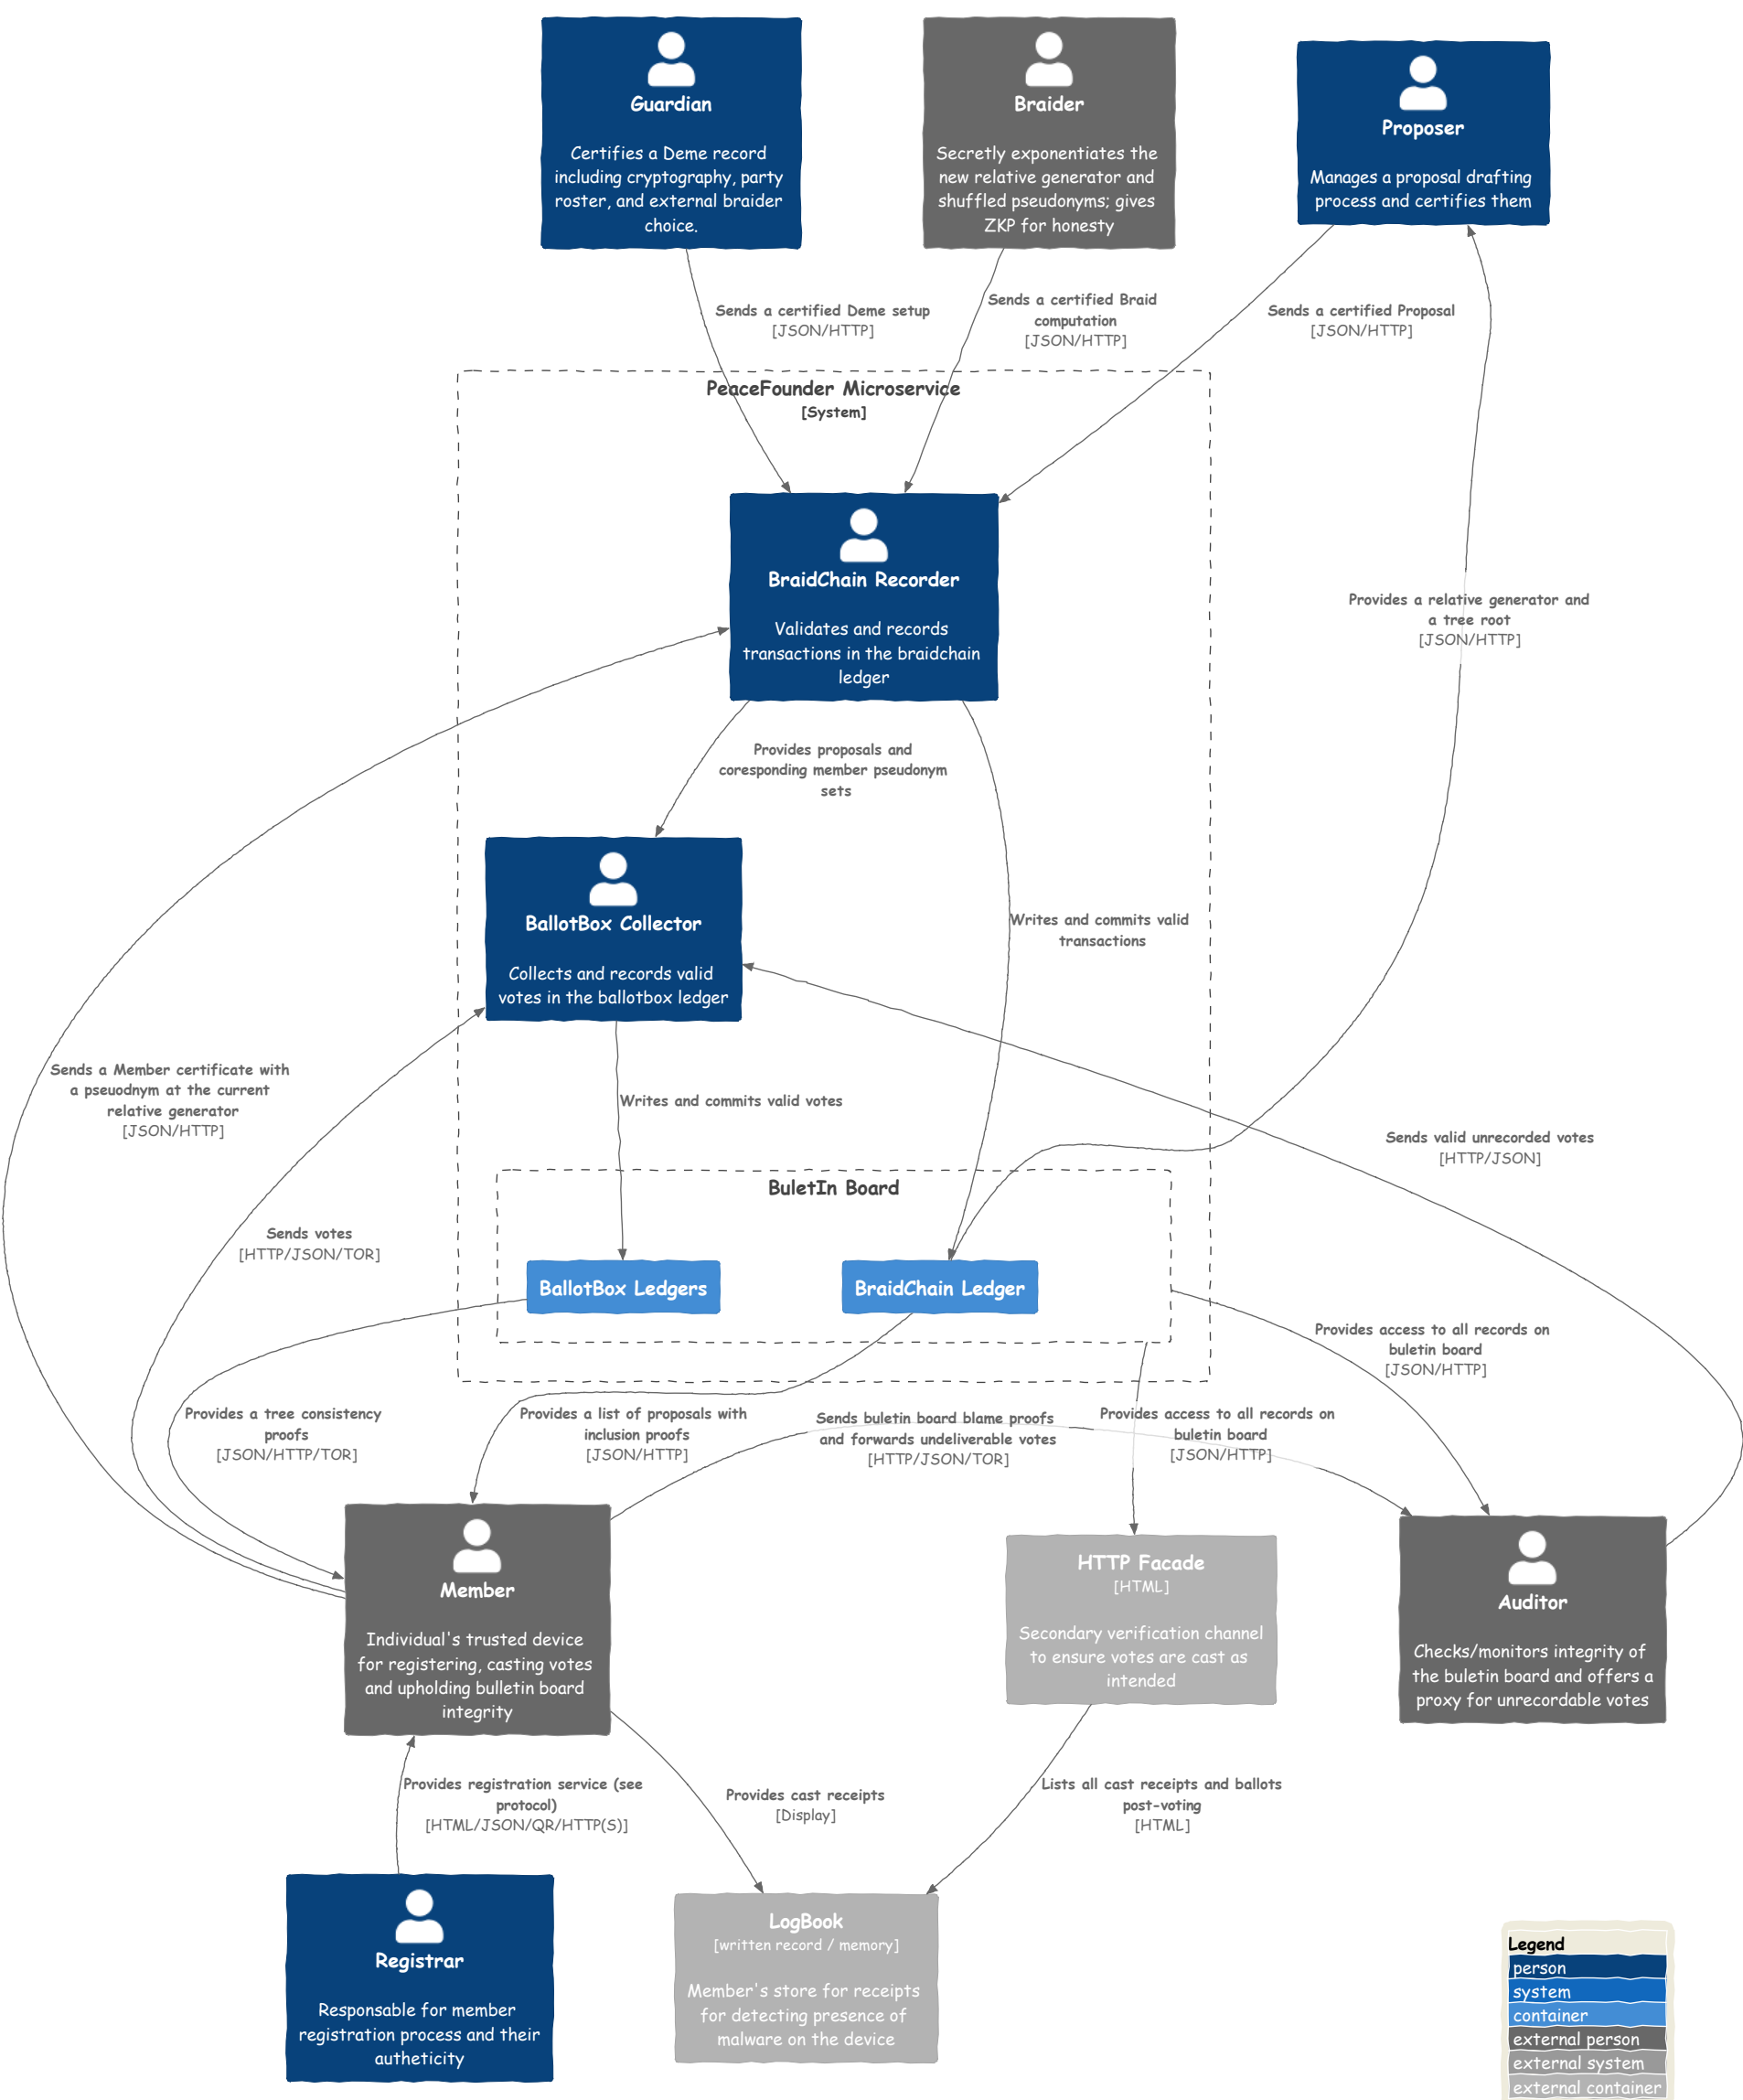 Guardian
Certifies a Deme record
including cryptography, party
roster, and external braider
choice.
Braider
Secretly exponentiates the
new relative generator and
shuffled pseudonyms; gives
ZKP for honesty
Proposer
Manages a proposal drafting
process and certifies them
Sends a certified Deme setup
[JSON/HTTP]
Sends a certified Braid
computation
[JSON/HTTP]
Sends a certified Proposal
[JSON/HTTP]
PeaceFounder Microservice
[System]
BraidChain Recorder
Validates and records
transactions in the braidchain
ledger
Provides a relative generator and
a tree root
[JSON/HTTP]
Provides proposals and
coresponding member pseudonym
sets
BallotBox Collector
Collects and records valid
votes in the ballotbox ledger
Writes and commits valid
transactions
Sends a Member certificate with
a pseuodnym at the current
relative generator
[JSON/HTTP]
Writes and commits valid votes
Sends valid unrecorded votes
[HTTP/JSON]
BuletIn Board
Sends votes
[HTTP/JSON/TOR]
BallotBox Ledgers
BraidChain Ledger
Provides access to all records on
buletin board
[JSON/HTTP]
Provides a tree consistency
proofs
[JSON/HTTP/TOR]
Provides a list of proposals with
inclusion proofs
[JSON/HTTP]
Sends buletin board blame proofs
and forwards undeliverable votes
[HTTP/JSON/TOR]
Provides access to all records on
buletin board
[JSON/HTTP]
Member
Individual's trusted device
for registering, casting votes
and upholding bulletin board
integrity
HTTP Facade
[HTML]
Secondary verification channel
to ensure votes are cast as
intended
Auditor
Checks/monitors integrity of
the buletin board and offers a
proxy for unrecordable votes
Provides registration service (see
protocol)
[HTML/JSON/QR/HTTP(S)]
Provides cast receipts
[Display]
Lists all cast receipts and ballots
post-voting
[HTML]
Registrar
Responsable for member
registration process and their
autheticity
LogBook
[written record / memory]
Member's store for receipts
for detecting presence of
malware on the device
Legend
person
system
container
external person
external system
external container